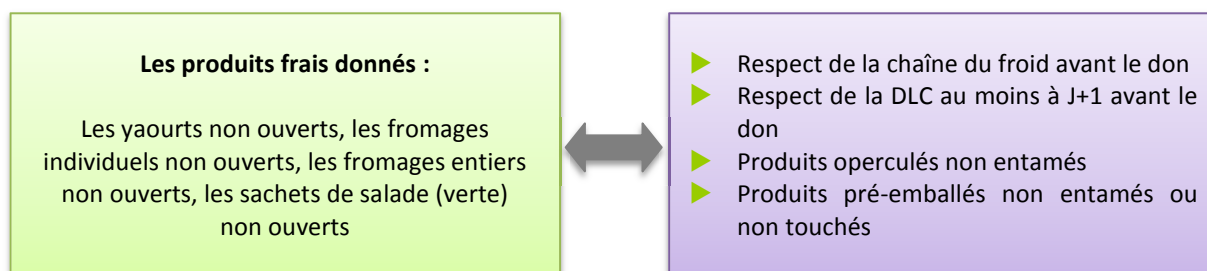 Les produits frais donnés :
Les yaourts non ouverts, les fromages
individuels non ouverts, les fromages entiers
non ouverts, les sachets de salade (verte)
non ouverts
Respect de la chaîne du froid avant le don
Respect de la DLC au moins à J+1 avant le
don
Produits operculés non entamés
Produits pré-emballés non entamés ou
non touchés